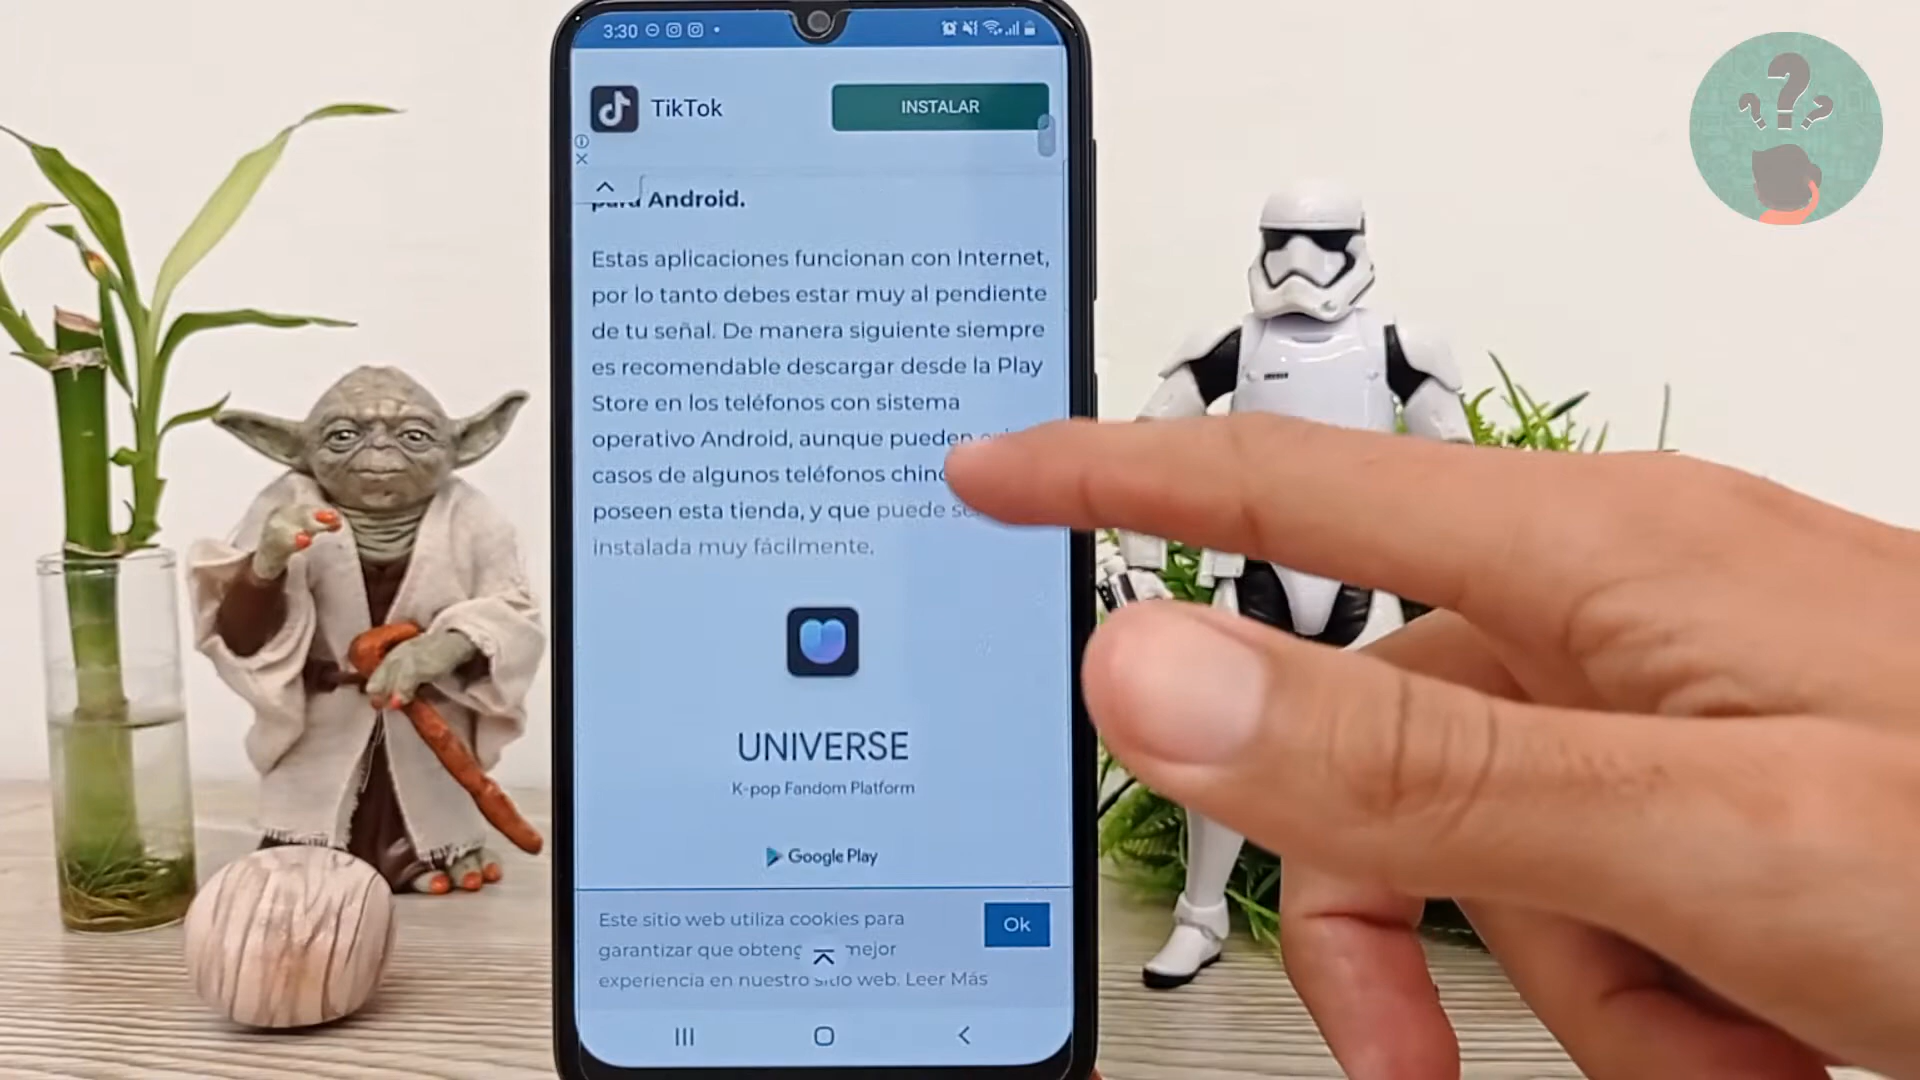 3:30
TikTok
INSTALAR
para Android.
Estas aplicaciones funcionan con Internet,
por lo tanto debes estar muy al pendiente
de tu señal. De manera siguiente siempre
es recomendable descargar desde la Play
Store en los teléfonos con sistema
operativo Android, aunque pueden
casos de algunos teléfonos
poseen esta tienda, y que puede
instalada muy fácilmente.
UNIVERSE
K-pop Fandom Platform
Google Play
Este sitio web utiliza cookies para
garantizar que mejor
experiencia en nuestro sitio web. Leer Más
Ok